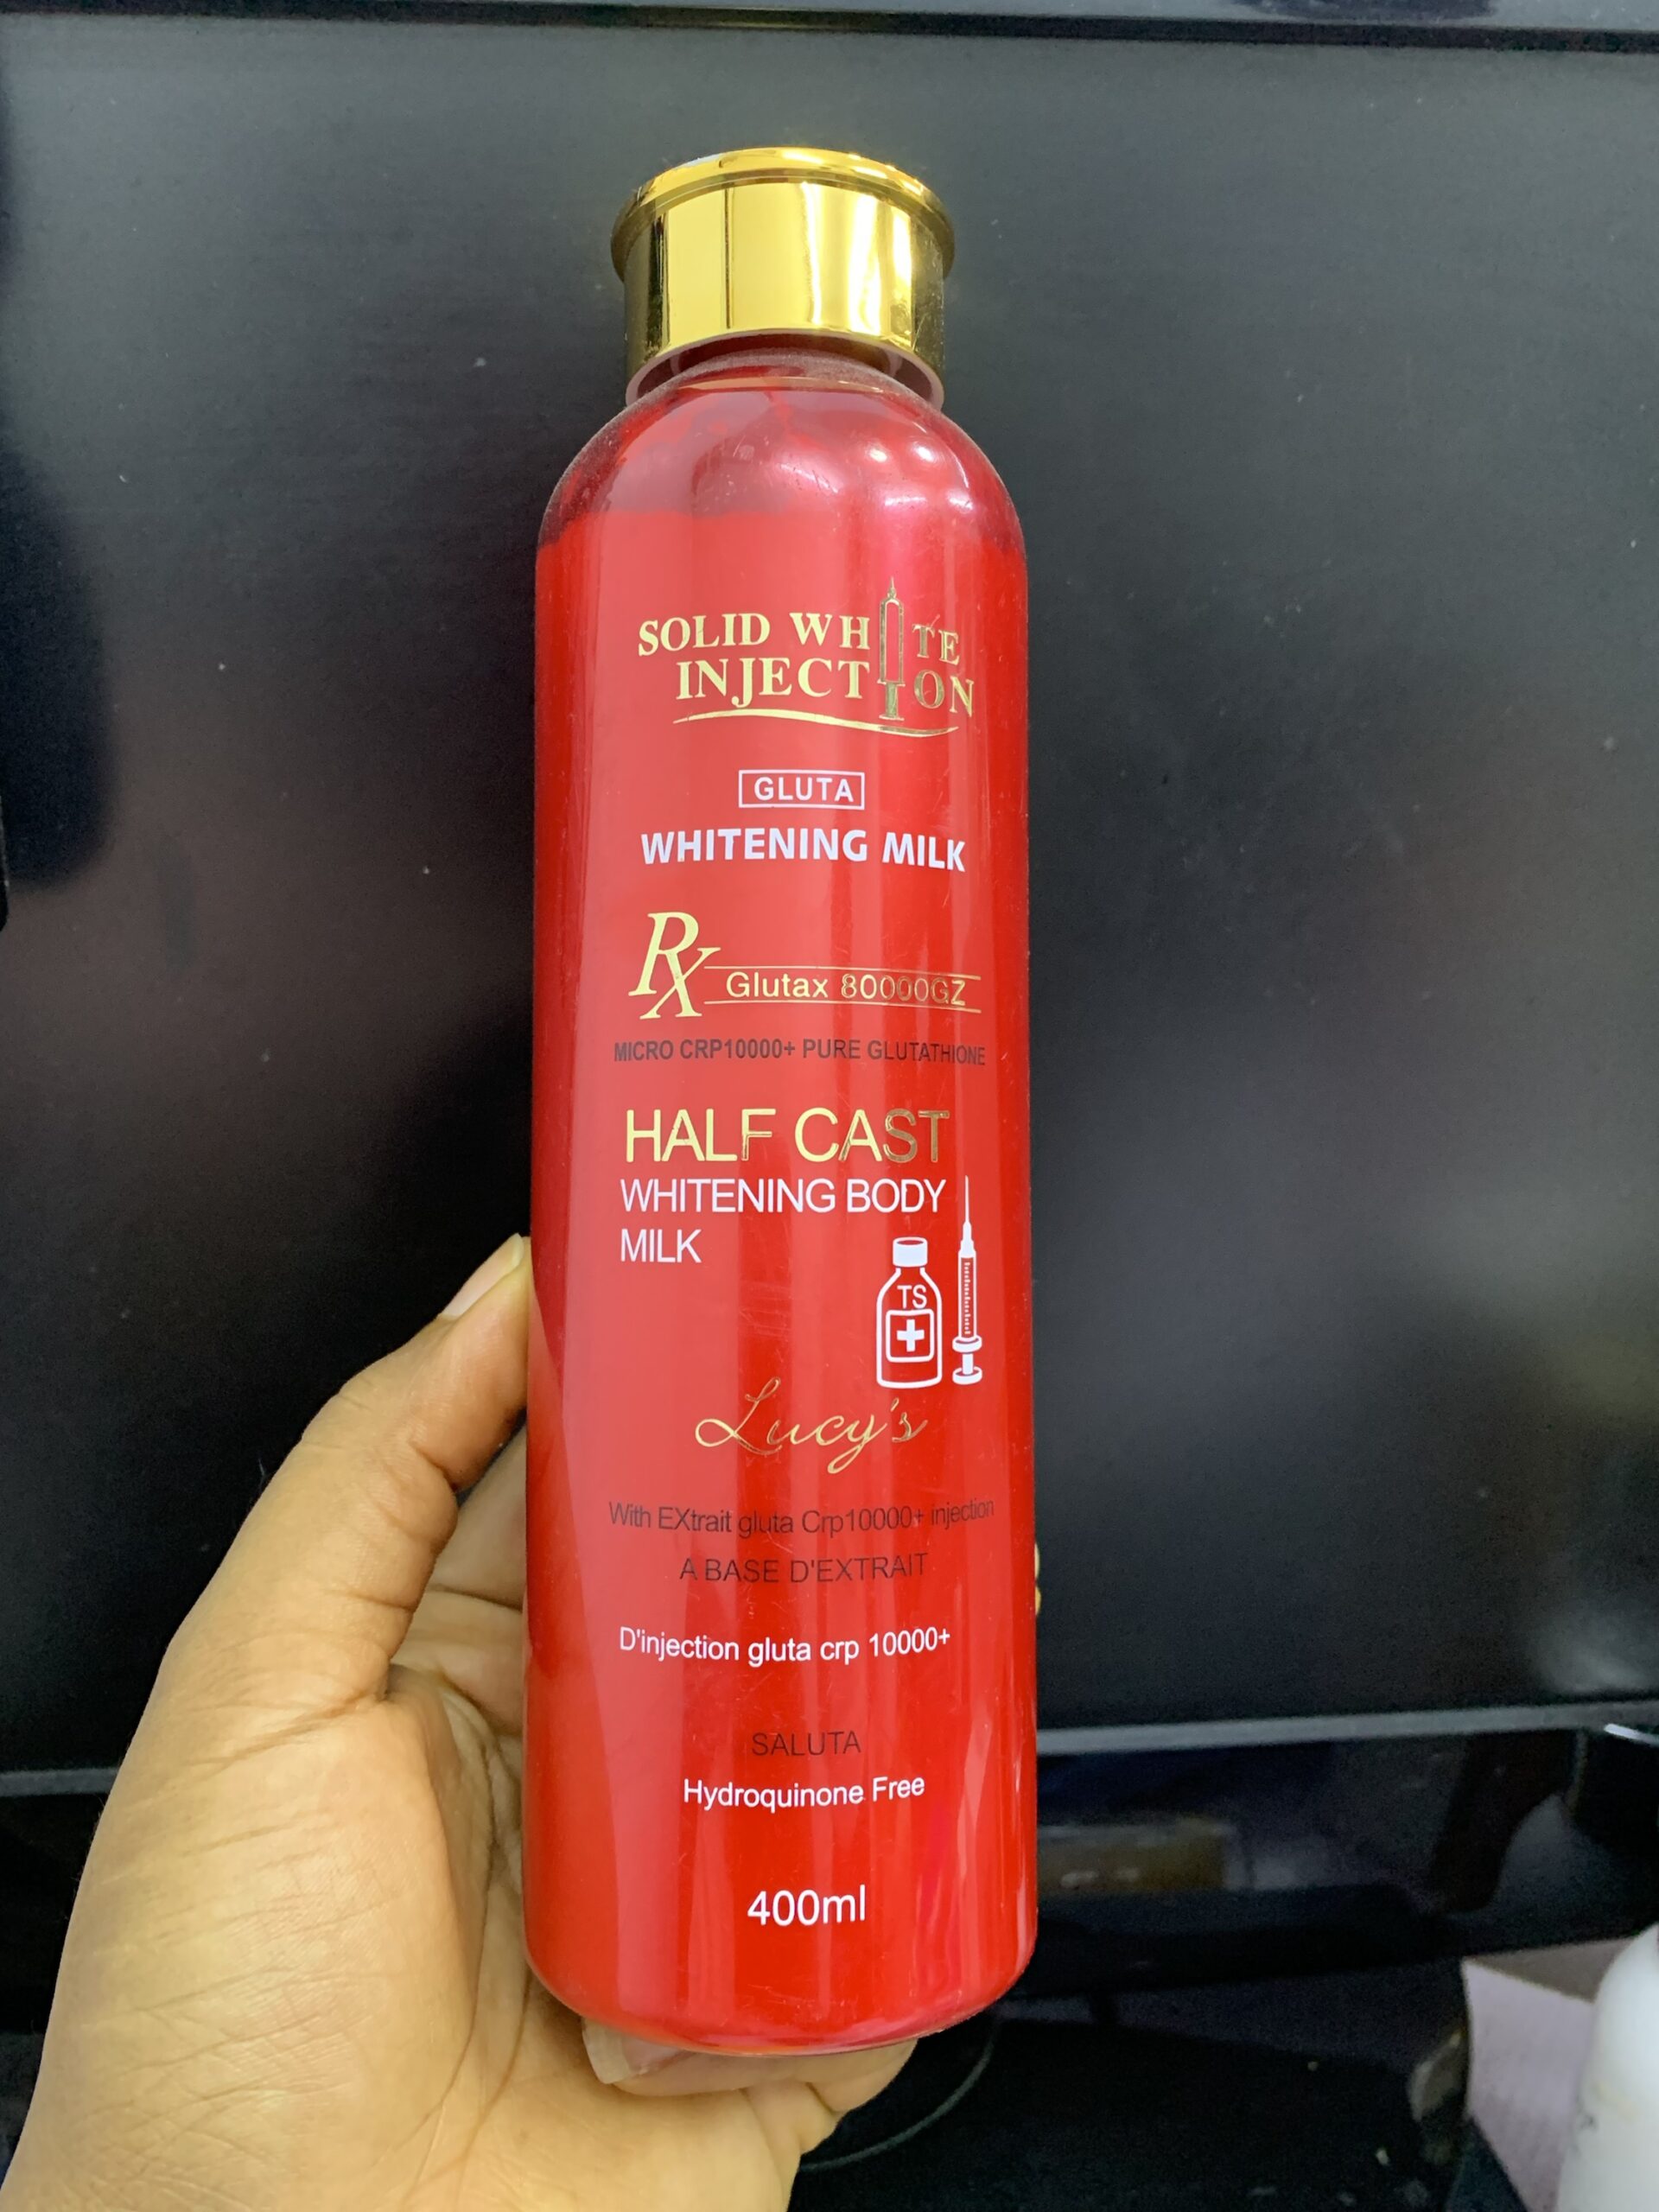 SOLID WHITE
INJECTION
GLUTA
WHITENING MILK
Rx Glutax 80000GZ
MICRO CRP10000+ PURE GLUTATHIONE
HALF CAST
WHITENING BODY
MILK
TS
Lucy's
With EXtrait gluta Crp10000+ injection
A BASE D'EXTRAIT
D'injection gluta crp 10000+
SALUTA
Hydroquinone Free
400ml